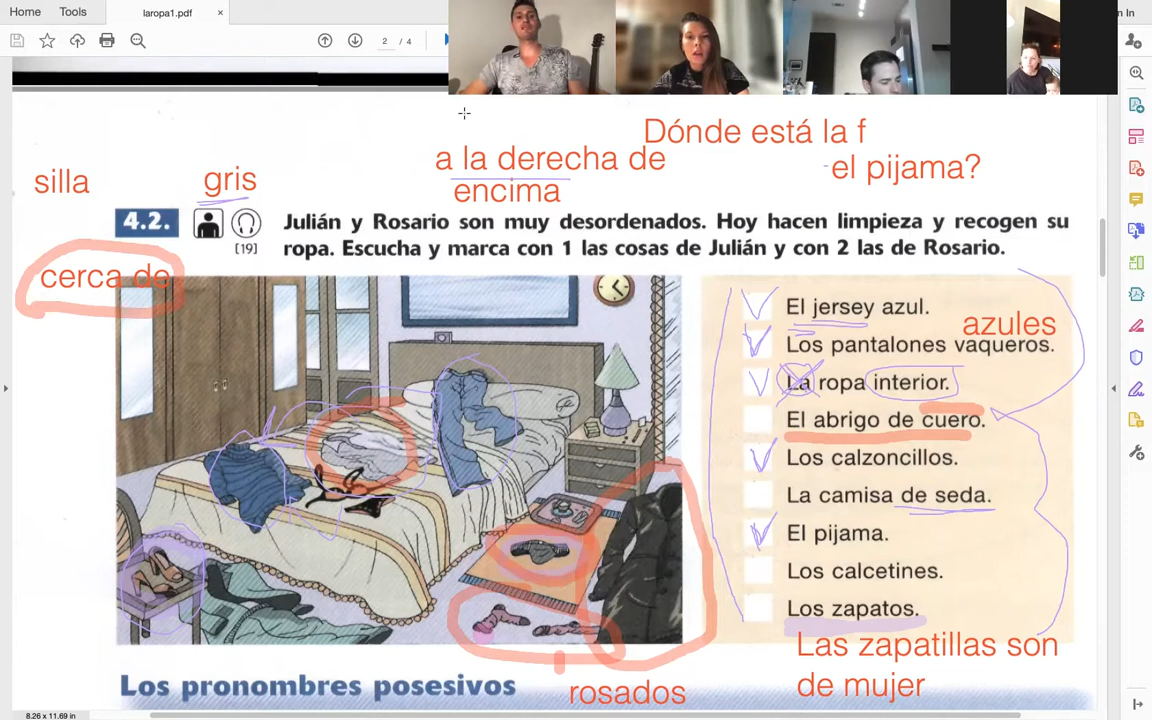 Home Tools laropa1.pdf × n In
2 / 4
Dónde está la f
a la derecha de
el pijama?
silla gris encima
4.2. Julián y Rosario son muy desordenados. Hoy hacen limpieza y recogen su
[19] ropa. Escucha y marca con 1 las cosas de Julián y con 2 las de Rosario.
cerca de
El jersey azul.
azules
Los pantalones vaqueros.
La ropa interior.
El abrigo de cuero.
Los calzoncillos.
La camisa de seda.
El pijama.
Los calcetines.
Los zapatos.
Las zapatillas son
de mujer
Los pronombres posesivos
rosados
8.26 x 11.69 in